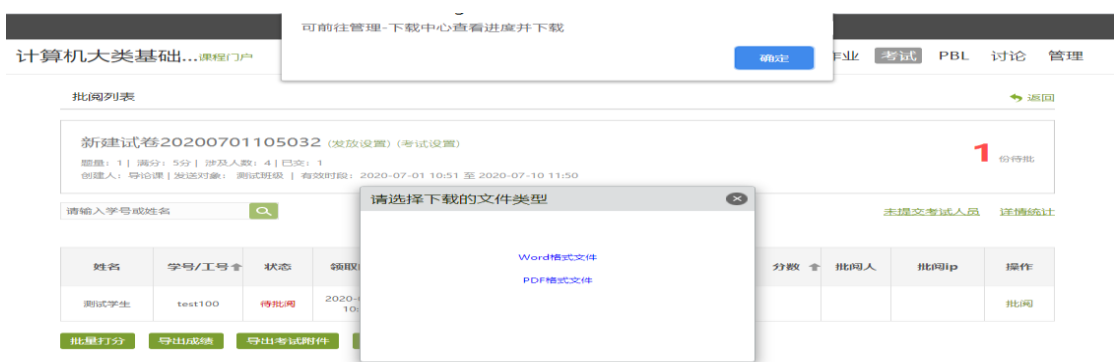 可前往管理-下载中心查看进度并下载
确定
计算机大类基础...课程门户
作业 考试 PBL 讨论 管理
批阅列表
返回
新建试卷20200701105032 (发放设置) (考试设置)
题量：1 | 满分：5分 | 涉及人数：4 | 已交：1
创建人：导论课 | 发送对象：测试班级 | 有效时段：2020-07-01 10:51 至 2020-07-10 11:50
1 份待批
请选择下载的文件类型
请输入学号或姓名
未提交考试人员 详情统计
Word格式文件
PDF格式文件
姓名 学号/工号 状态 领取 分数 批阅人 批阅ip 操作
测试学生 test100 待批阅 2020- 批阅
10:
批量打分 导出成绩 导出考试附件